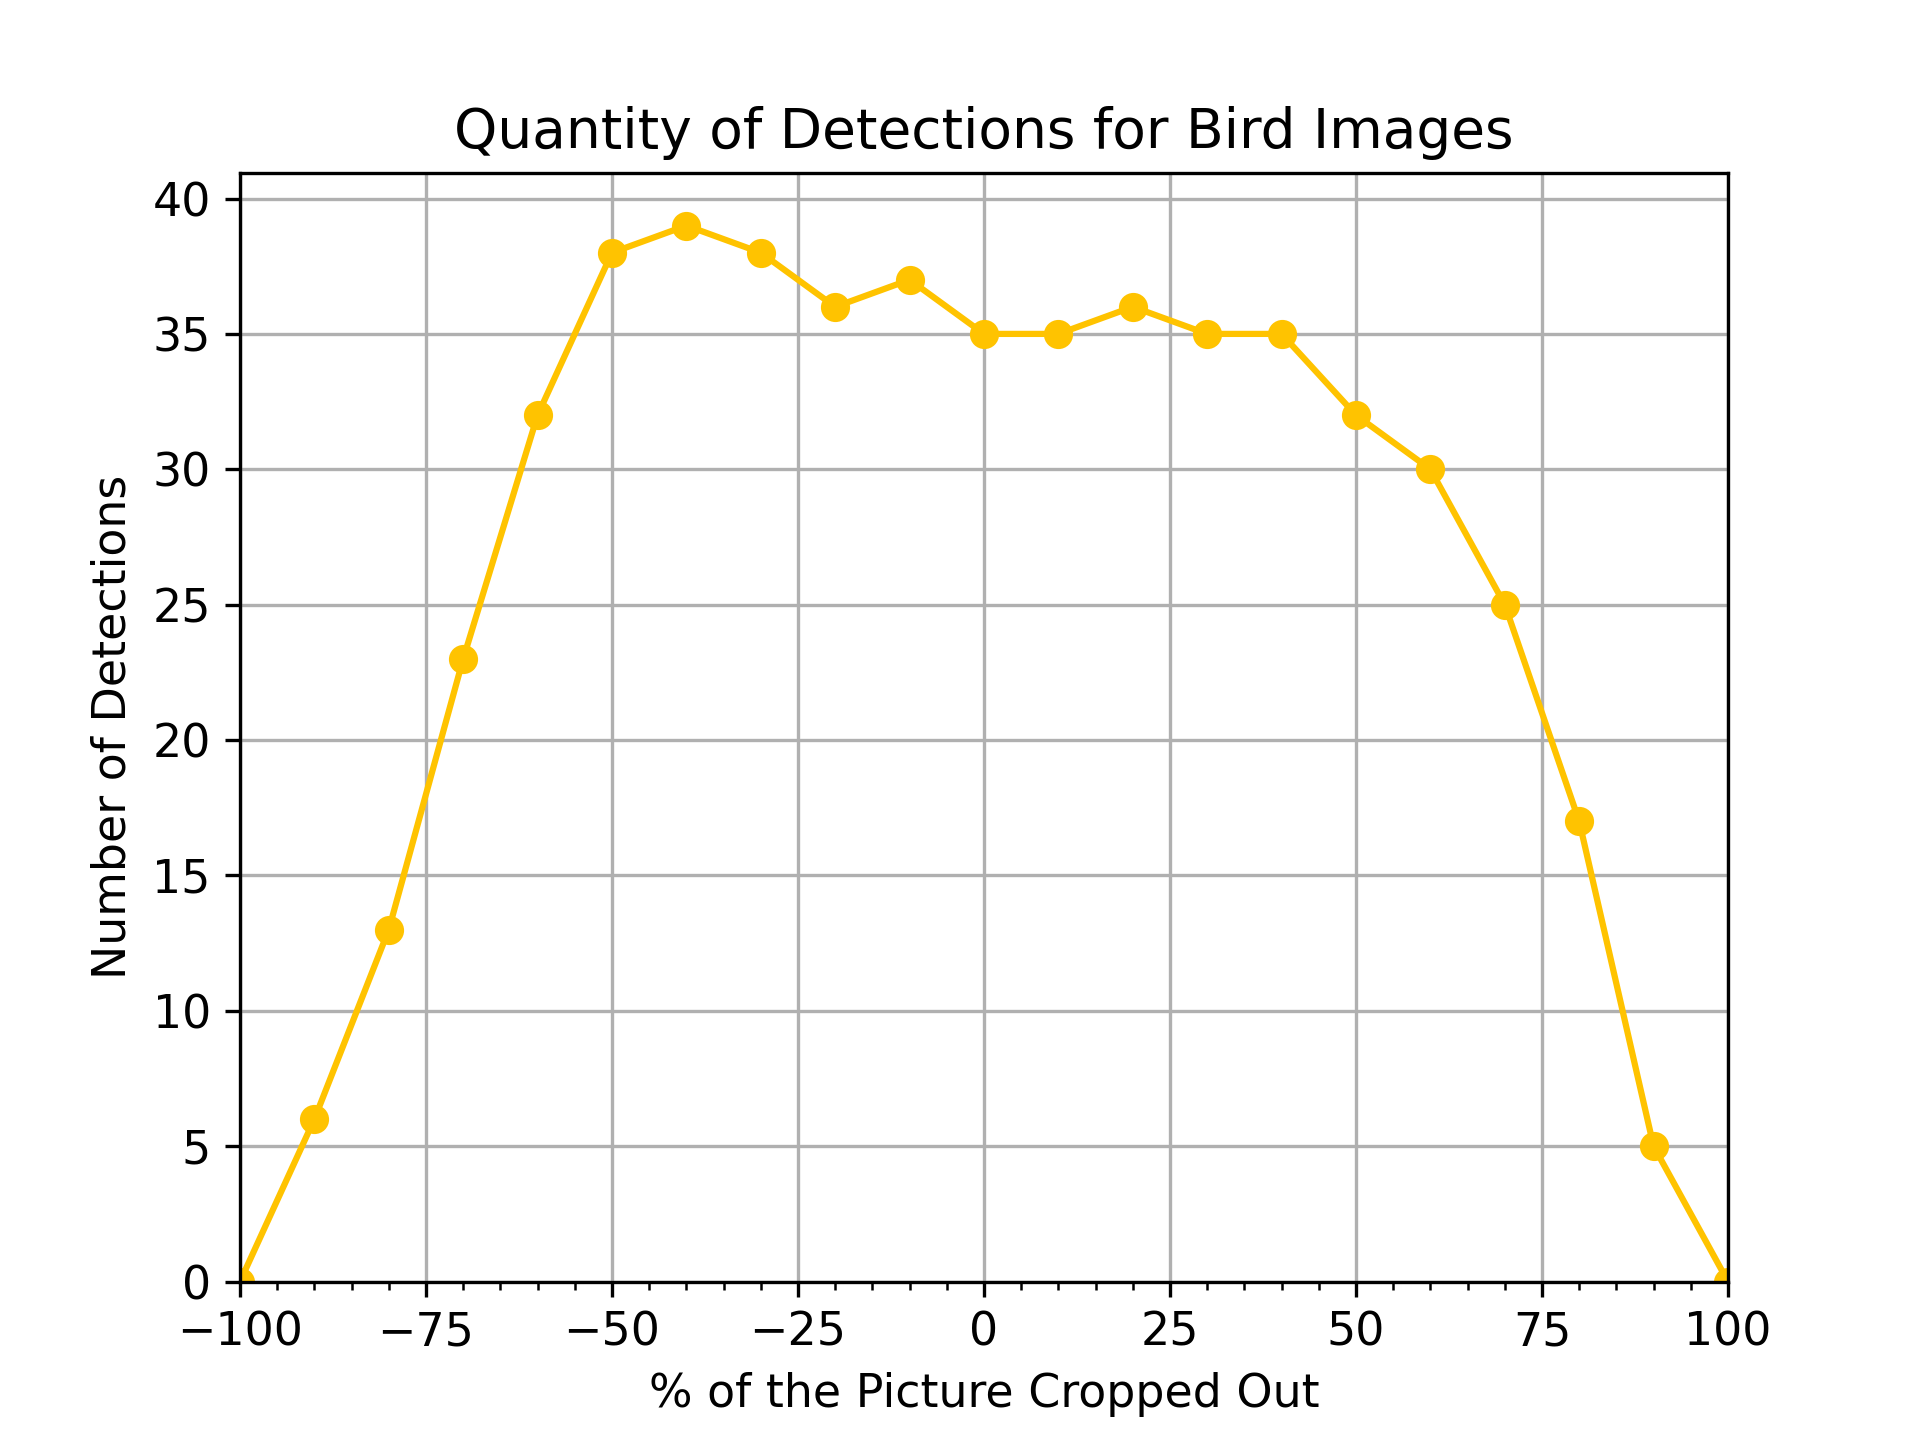 Quantity of Detections for Bird Images
40
35
30
25
20
15
10
5
0
Number of Detections
−100 −75 −50 −25 0 25 50 75 100
% of the Picture Cropped Out